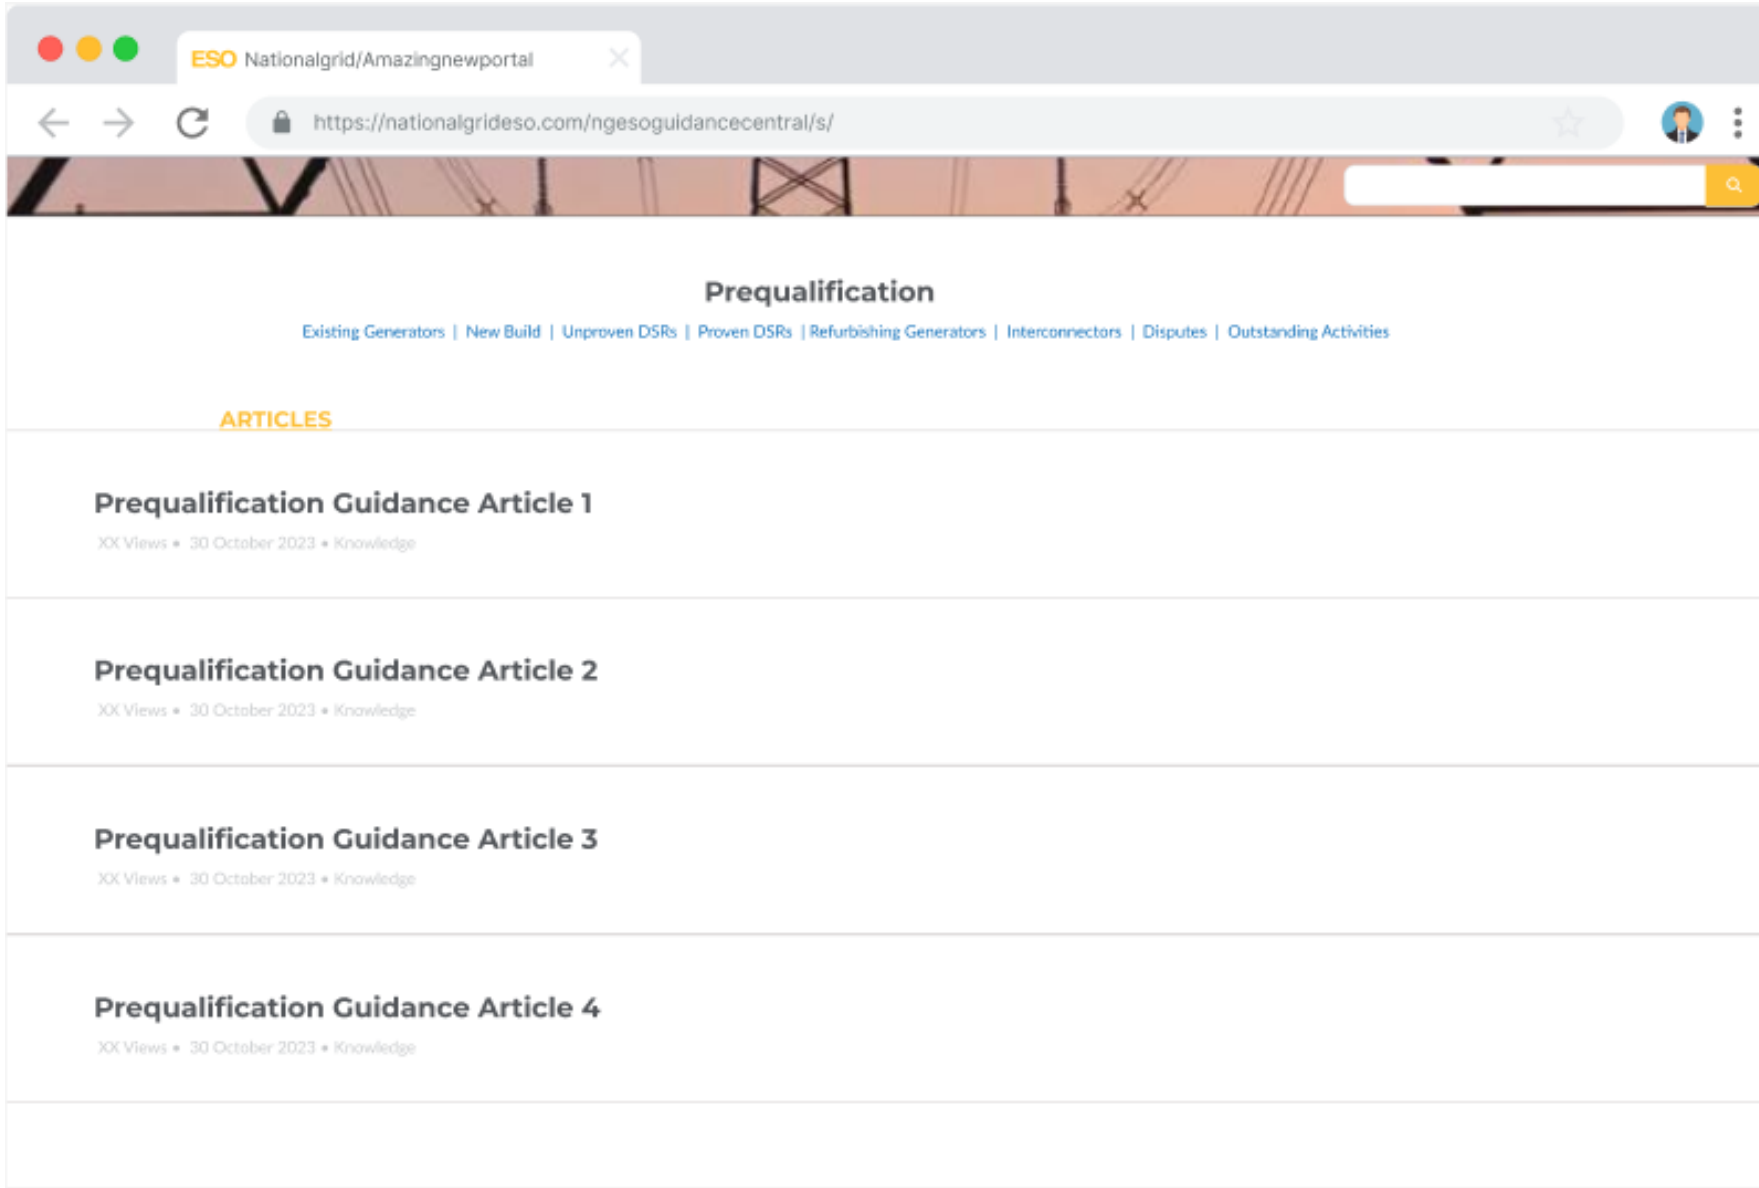 ESO Nationalgrid/Amazingnewportal
https://nationalgrideso.com/ngesoguidancecentral/s/
Prequalification
Existing Generators | New Build | Unproven DSRs | Proven DSRs | Refurbishing Generators | Interconnectors | Disputes | Outstanding Activities
ARTICLES
Prequalification Guidance Article 1
XX Views • 30 October 2023 • Knowledge
Prequalification Guidance Article 2
XX Views • 30 October 2023 • Knowledge
Prequalification Guidance Article 3
XX Views • 30 October 2023 • Knowledge
Prequalification Guidance Article 4
XX Views • 30 October 2023 • Knowledge